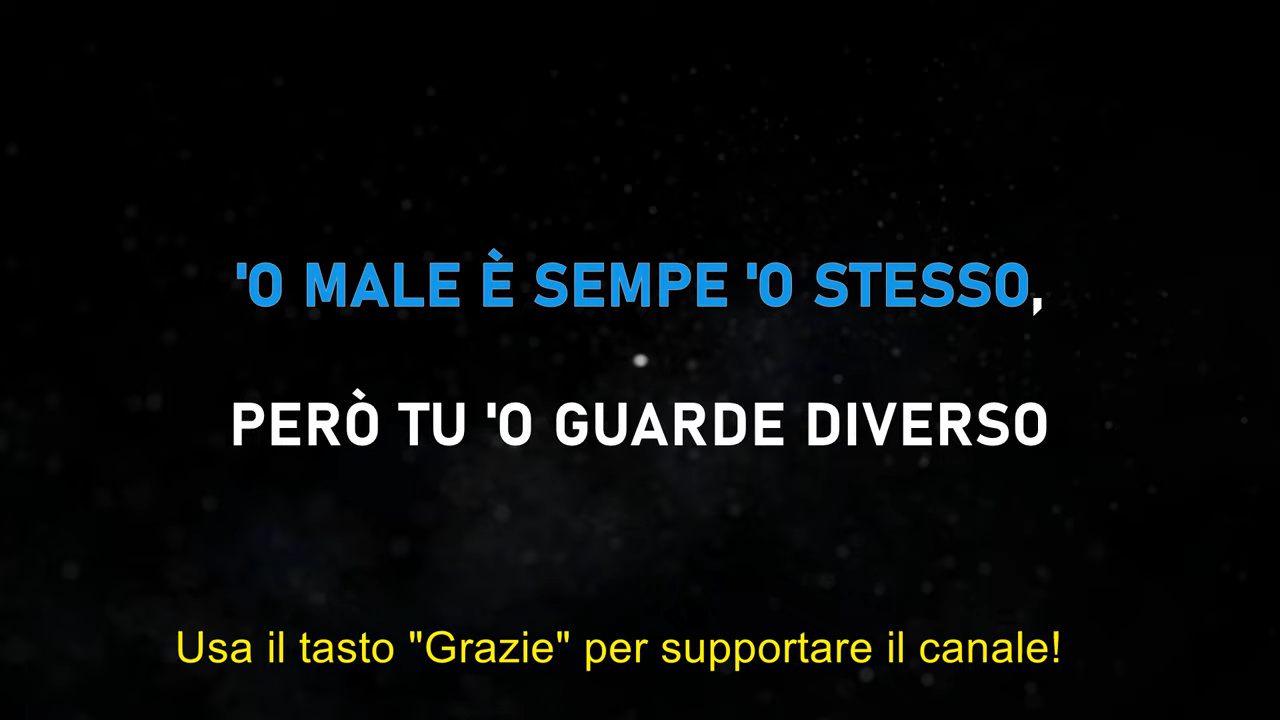 'O MALE È SEMPE 'O STESSO,
PERÒ TU 'O GUARDE DIVERSO
Usa il tasto "Grazie" per supportare il canale!